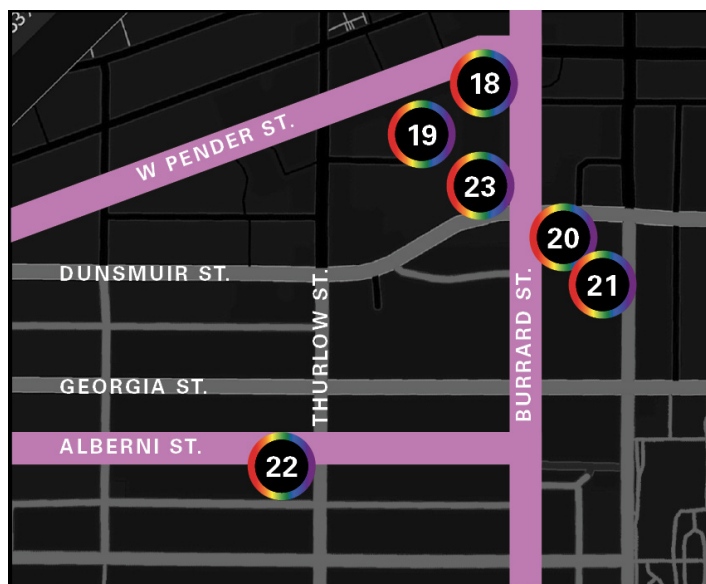 18
19
W PENDER ST.
23
20
DUNSMUIR ST.
21
THURLOW ST.
BURRARD ST.
GEORGIA ST.
ALBERNI ST.
22